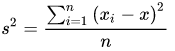 $s^2 = \frac{\sum_{i=1}^{n} (x_i - x)^2}{n}$